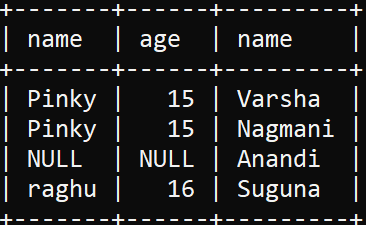 +-------+------+---------+
| name  | age  | name    |
+-------+------+---------+
| Pinky |   15 | Varsha  |
| Pinky |   15 | Nagmani |
| NULL  | NULL | Anandi  |
| raghu |   16 | Suguna  |
+-------+------+---------+